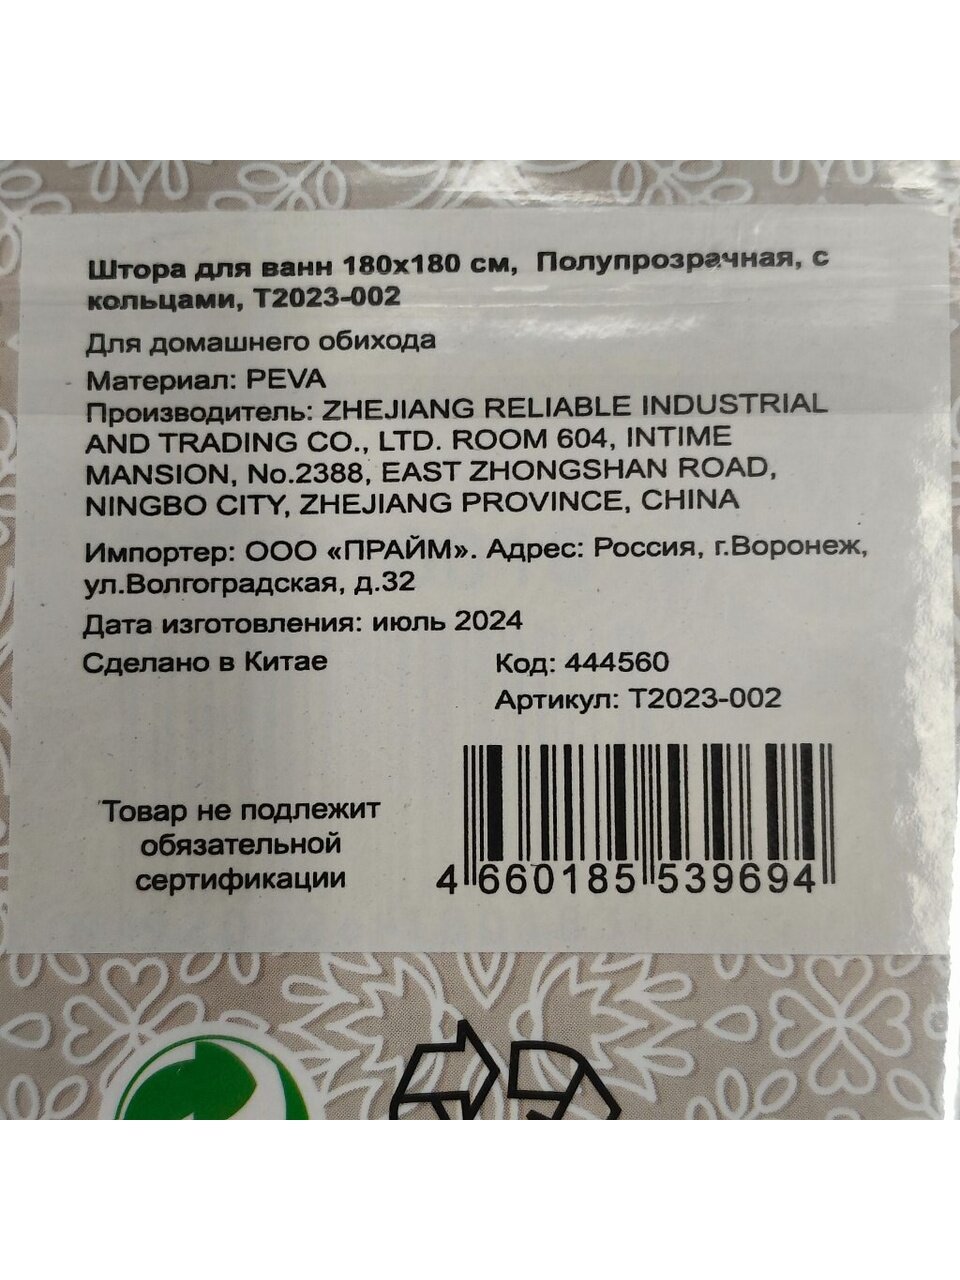 Штора для ванн 180х180 см, Полупрозрачная, с
кольцами, T2023-002
Для домашнего обихода
Материал: PEVA
Производитель: ZHEJIANG RELIABLE INDUSTRIAL
AND TRADING CO., LTD. ROOM 604, INTIME
MANSION, No.2388, EAST ZHONGSHAN ROAD,
NINGBO CITY, ZHEJIANG PROVINCE, CHINA
Импортер: ООО «ПРАЙМ». Адрес: Россия, г.Воронеж,
ул.Волгоградская, д.32
Дата изготовления: июль 2024
Сделано в Китае
Код: 444560
Артикул: T2023-002
Товар не подлежит
обязательной
сертификации
4 660185 539694